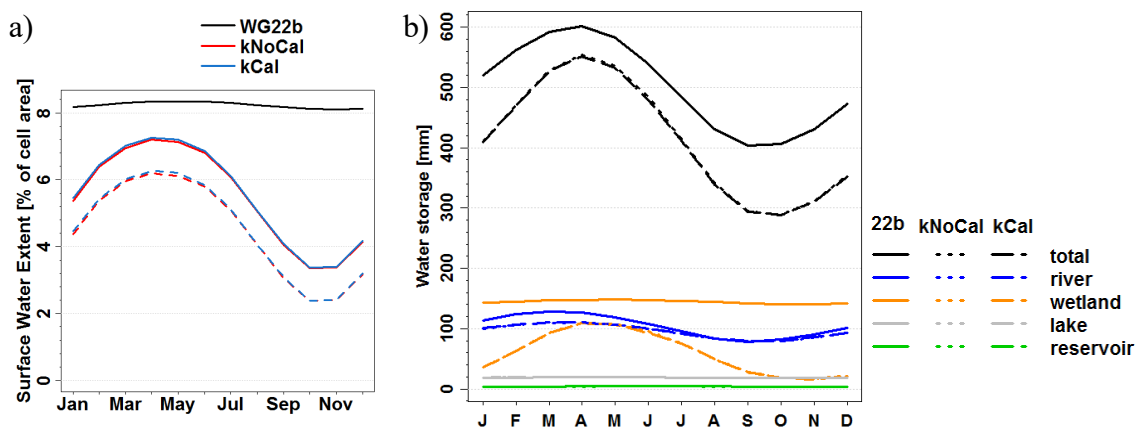 a)
WG22b
kNoCal
kCal
Surface Water Extent [% of cell area]
8
6
4
2
0
Jan Mar May Jul Sep Nov
b)
Water storage [mm]
600
500
400
300
200
100
0
J F M A M J J A S O N D
22b kNoCal kCal
total
river
wetland
lake
reservoir